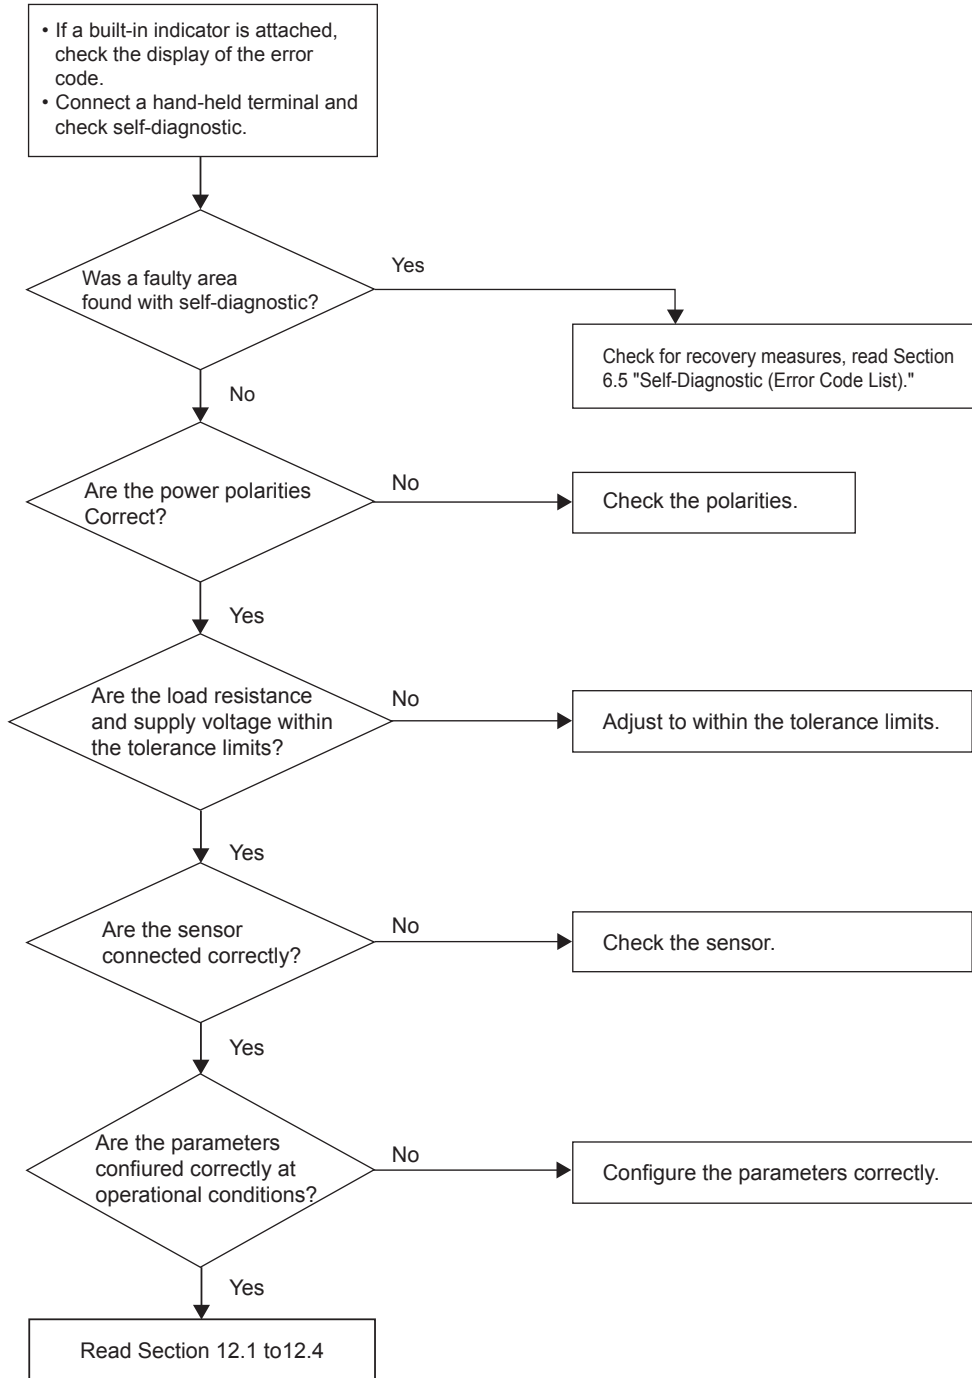 • If a built-in indicator is attached,
check the display of the error
code.
• Connect a hand-held terminal and
check self-diagnostic.
Was a faulty area
found with self-diagnostic?
Yes
Check for recovery measures, read Section
6.5 "Self-Diagnostic (Error Code List)."
No
Are the power polarities
Correct?
No
Check the polarities.
Yes
Are the load resistance
and supply voltage within
the tolerance limits?
No
Adjust to within the tolerance limits.
Yes
Are the sensor
connected correctly?
No
Check the sensor.
Yes
Are the parameters
confiured correctly at
operational conditions?
No
Configure the parameters correctly.
Yes
Read Section 12.1 to12.4